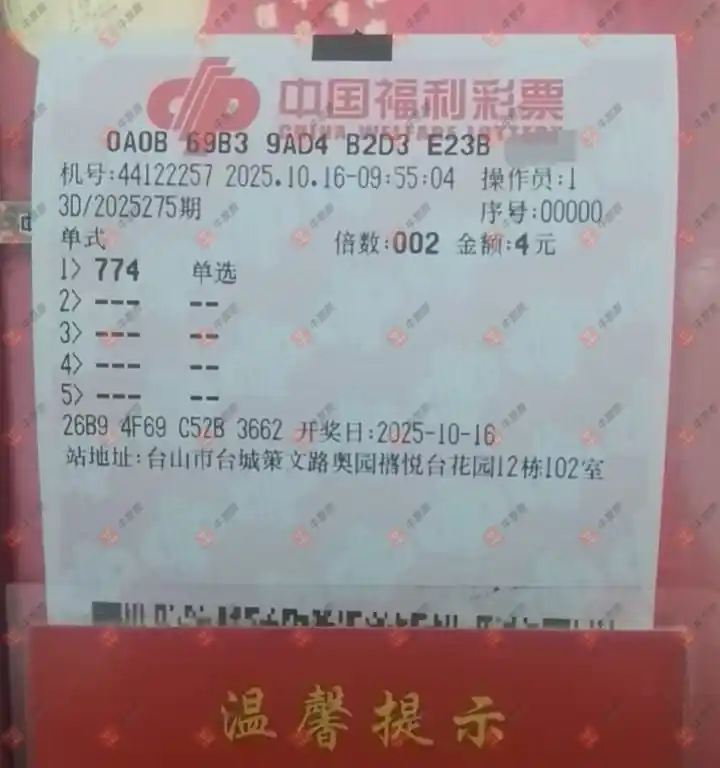 中国福利彩票
CHINA WELFARE LOTTERY
0A0B 69B3 9AD4 B2D3 E23B
机号:44122257 2025.10.16-09:55:04 操作员:1
3D/2025275期 序号:00000
单式 倍数:002 金额:4元
1> 774 单选
2> --- --
3> --- --
4> --- --
5> --- --
26B9 4F69 C52B 3662 开奖日:2025-10-16
站地址:台山市台城策文路奥园禤悦台花园12栋102室
温馨提示